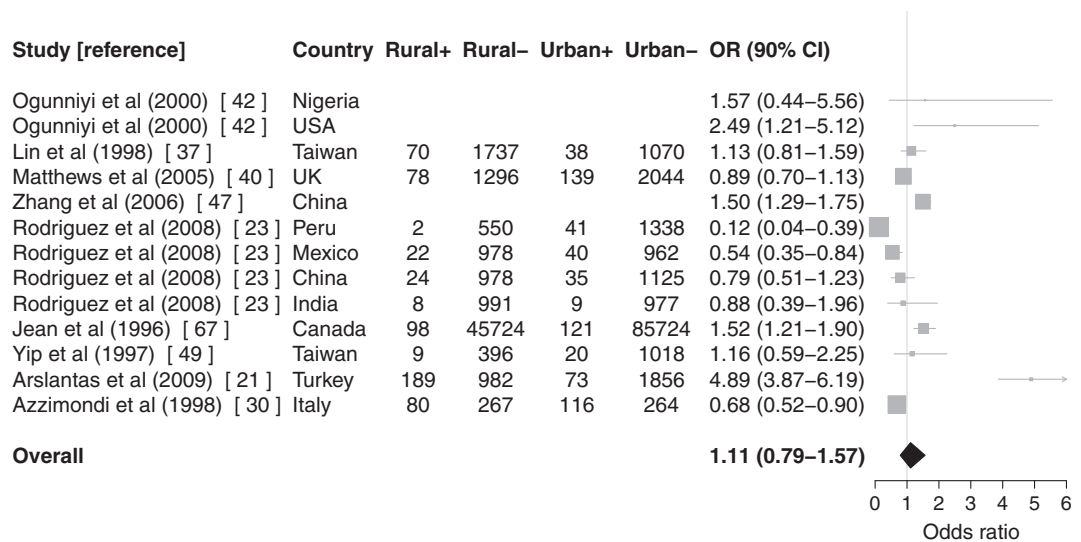 Study [reference] Country Rural+ Rural− Urban+ Urban− OR (90% CI)
Ogunniyi et al (2000) [ 42 ] Nigeria 1.57 (0.44−5.56)
Ogunniyi et al (2000) [ 42 ] USA 2.49 (1.21−5.12)
Lin et al (1998) [ 37 ] Taiwan 70 1737 38 1070 1.13 (0.81−1.59)
Matthews et al (2005) [ 40 ] UK 78 1296 139 2044 0.89 (0.70−1.13)
Zhang et al (2006) [ 47 ] China 1.50 (1.29−1.75)
Rodriguez et al (2008) [ 23 ] Peru 2 550 41 1338 0.12 (0.04−0.39)
Rodriguez et al (2008) [ 23 ] Mexico 22 978 40 962 0.54 (0.35−0.84)
Rodriguez et al (2008) [ 23 ] China 24 978 35 1125 0.79 (0.51−1.23)
Rodriguez et al (2008) [ 23 ] India 8 991 9 977 0.88 (0.39−1.96)
Jean et al (1996) [ 67 ] Canada 98 45724 121 85724 1.52 (1.21−1.90)
Yip et al (1997) [ 49 ] Taiwan 9 396 20 1018 1.16 (0.59−2.25)
Arslantas et al (2009) [ 21 ] Turkey 189 982 73 1856 4.89 (3.87−6.19)
Azzimondi et al (1998) [ 30 ] Italy 80 267 116 264 0.68 (0.52−0.90)
Overall 1.11 (0.79−1.57)
0 1 2 3 4 5 6
Odds ratio